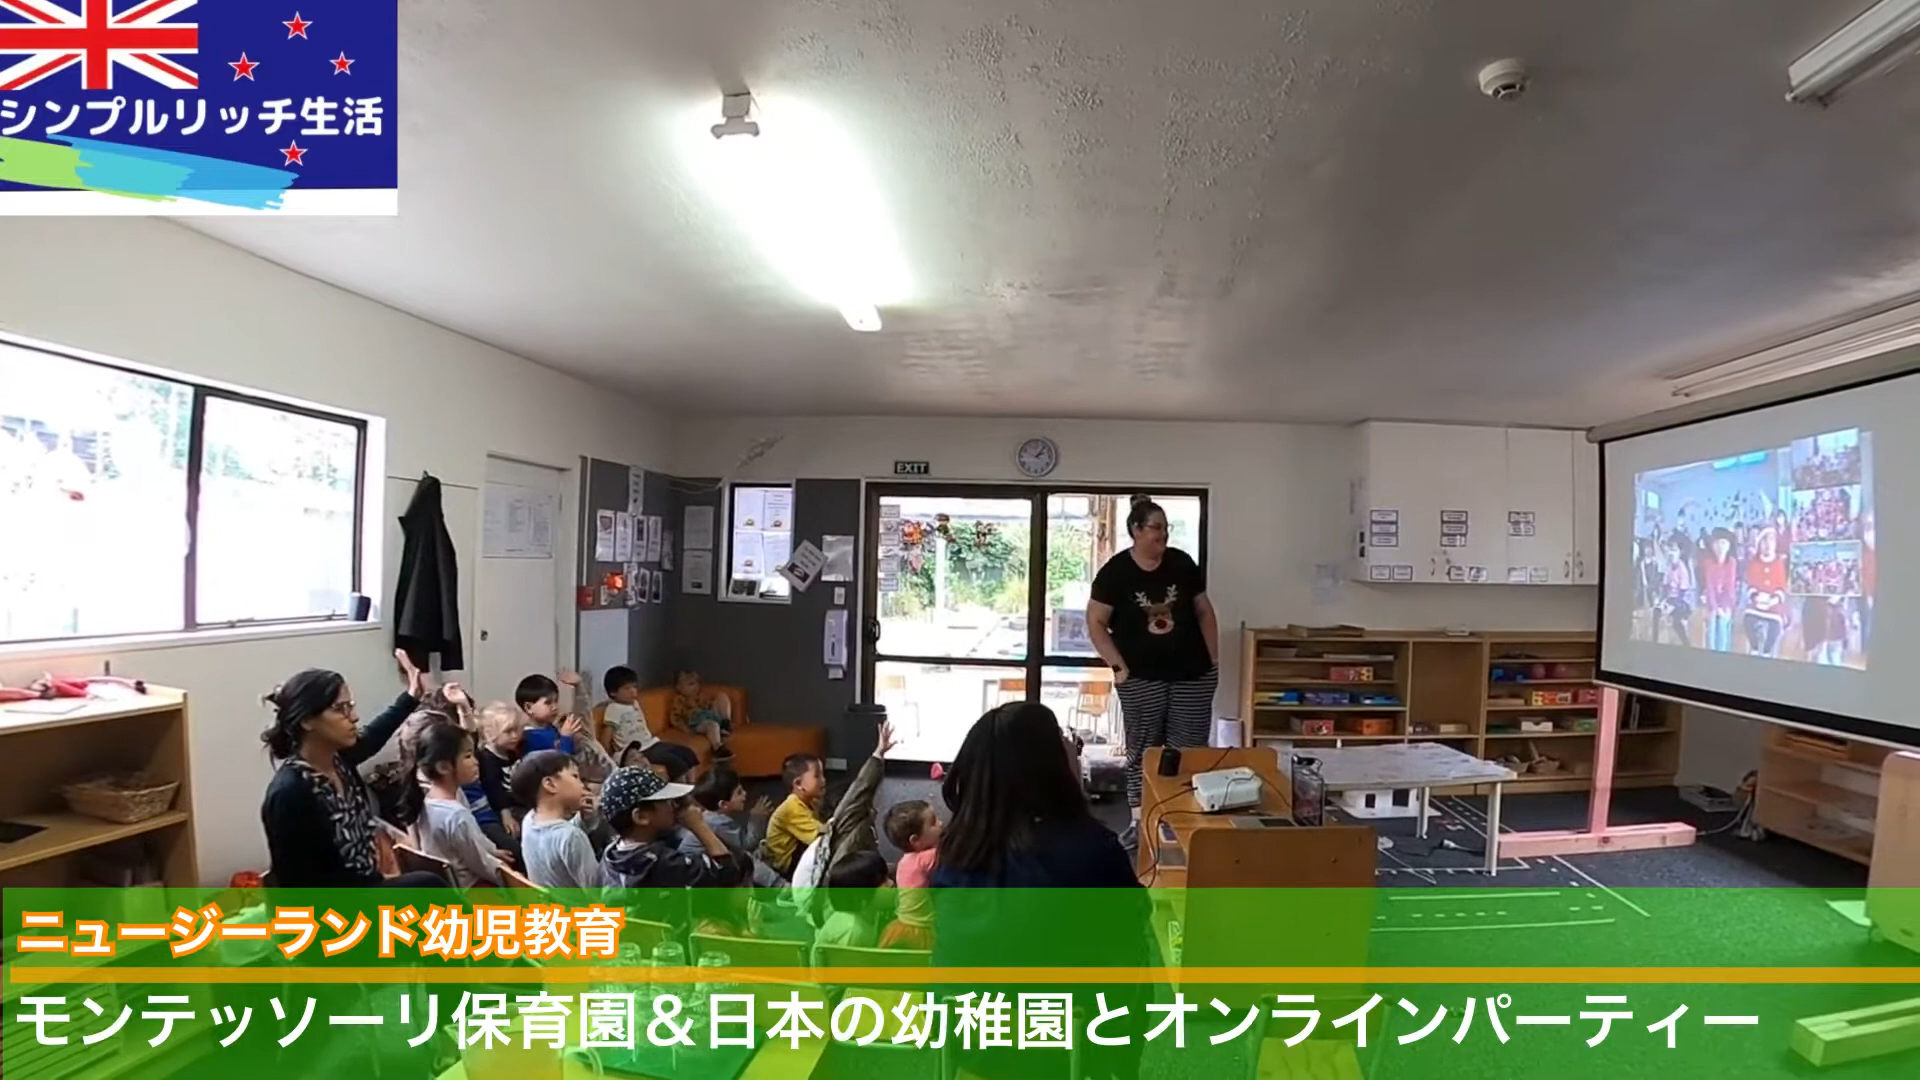 シンプルリッチ生活
EXIT
ニュージーランド幼児教育
モンテッソーリ保育園&日本の幼稚園とオンラインパーティー